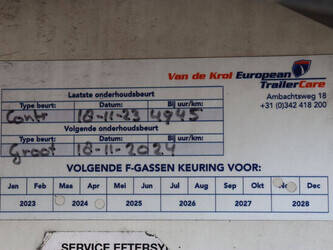 Van de Krol European
TrailerCare
Ambachtsweg 18
+31 (0)342 418 200
Laatste onderhoudsbeurt
Type beurt: Datum: Bij uur/km:
Contr 18-11-23 4945
Volgende onderhoudsbeurt
Type beurt: Datum: Bij uur/km:
Groot 18-11-2024
VOLGENDE F-GASSEN KEURING VOOR:
Jan Feb Maa Apr Mei Jun Jul Aug Sep Okt Nov Dec
2023 2024 2025 2026 2027 2028
SERVICE EFTERSY